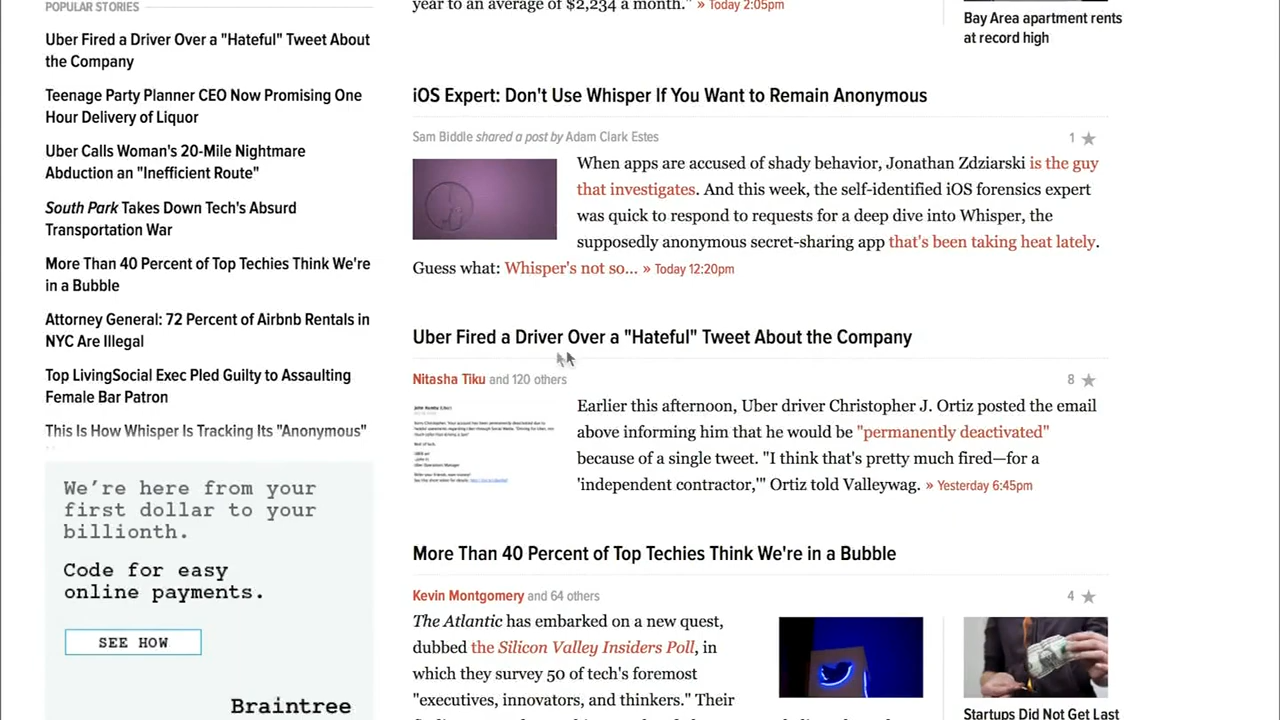 POPULAR STORIES
Uber Fired a Driver Over a "Hateful" Tweet About
the Company
Teenage Party Planner CEO Now Promising One
Hour Delivery of Liquor
Uber Calls Woman's 20-Mile Nightmare
Abduction an "Inefficient Route"
South Park Takes Down Tech's Absurd
Transportation War
More Than 40 Percent of Top Techies Think We're
in a Bubble
Attorney General: 72 Percent of Airbnb Rentals in
NYC Are Illegal
Top LivingSocial Exec Pled Guilty to Assaulting
Female Bar Patron
This Is How Whisper Is Tracking Its "Anonymous"
We're here from your
first dollar to your
billionth.
Code for easy
online payments.
SEE HOW
Braintree
year to an average of $2,234 a month." » Today 2:05pm
iOS Expert: Don't Use Whisper If You Want to Remain Anonymous
Sam Biddle shared a post by Adam Clark Estes
1
When apps are accused of shady behavior, Jonathan Zdziarski is the guy
that investigates. And this week, the self-identified iOS forensics expert
was quick to respond to requests for a deep dive into Whisper, the
supposedly anonymous secret-sharing app that's been taking heat lately.
Guess what: Whisper's not so... » Today 12:20pm
Uber Fired a Driver Over a "Hateful" Tweet About the Company
Nitasha Tiku and 120 others
8
Earlier this afternoon, Uber driver Christopher J. Ortiz posted the email
above informing him that he would be "permanently deactivated"
because of a single tweet. "I think that's pretty much fired—for a
'independent contractor,'" Ortiz told Valleywag. » Yesterday 6:45pm
More Than 40 Percent of Top Techies Think We're in a Bubble
Kevin Montgomery and 64 others
4
The Atlantic has embarked on a new quest,
dubbed the Silicon Valley Insiders Poll, in
which they survey 50 of tech's foremost
"executives, innovators, and thinkers." Their
Bay Area apartment rents
at record high
Startups Did Not Get Last